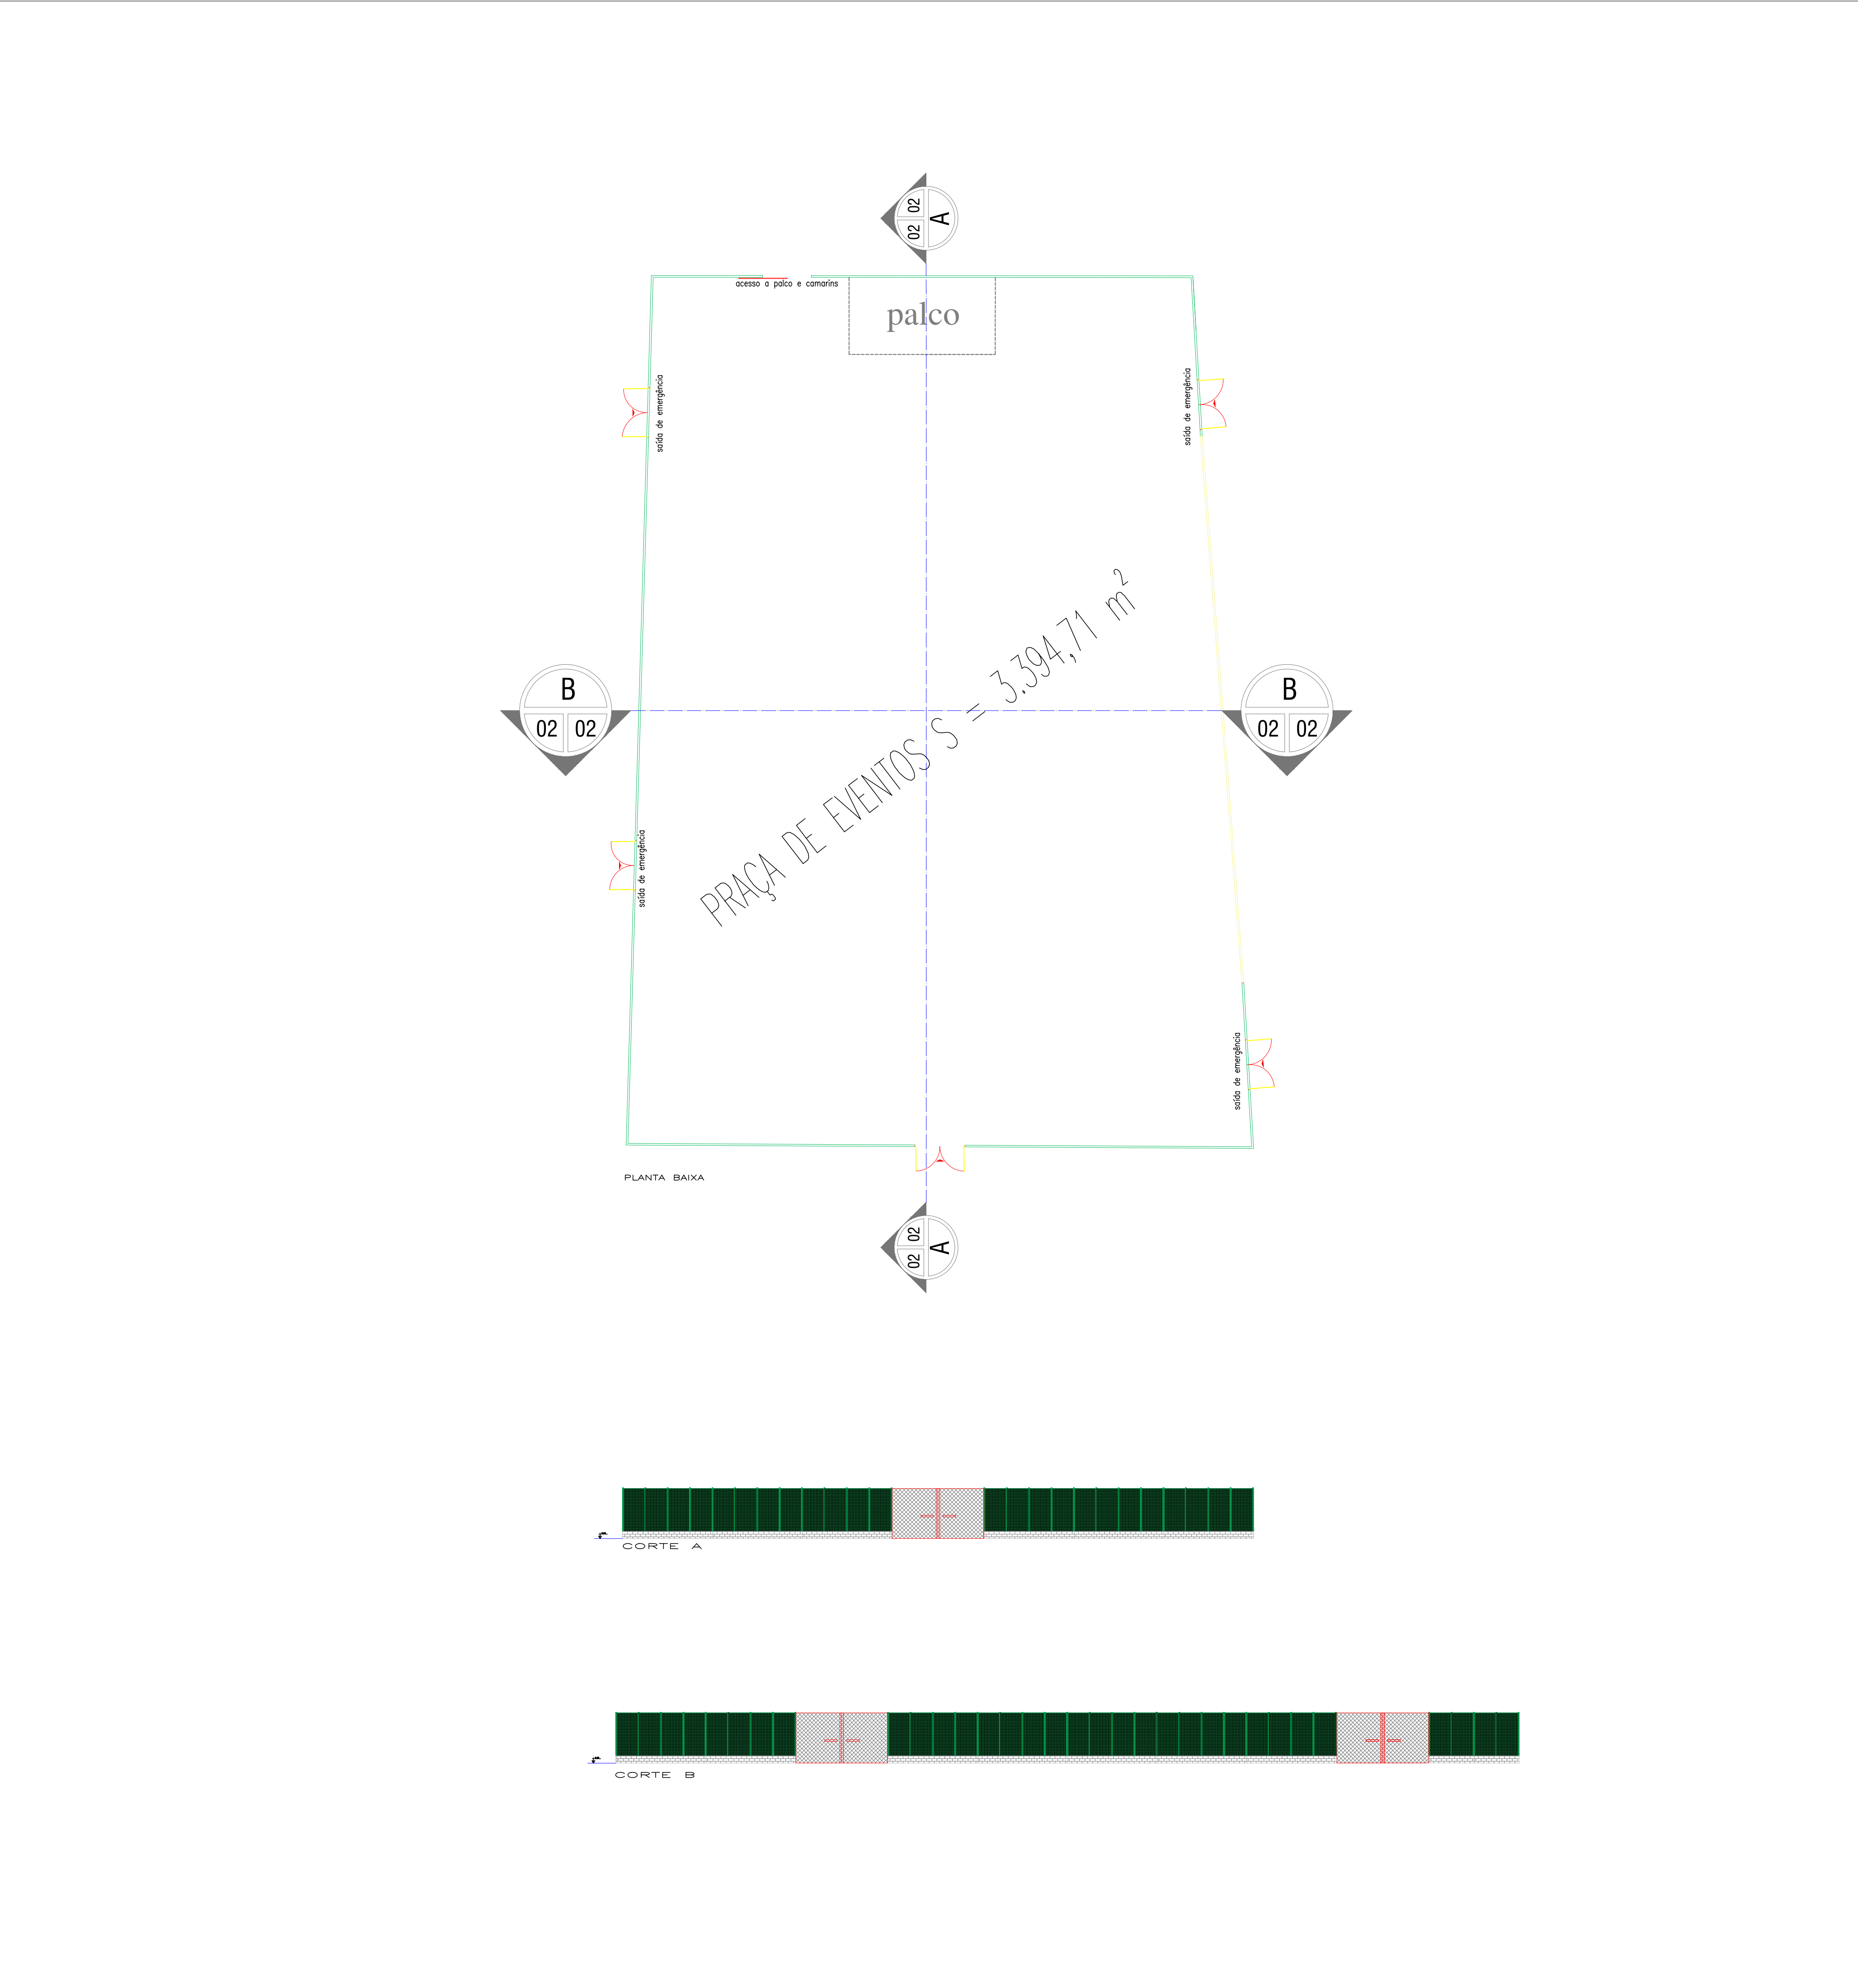 02
02
A
acesso a palco e camarins
palco
saída de emergência
saída de emergência
PRAÇA DE EVENTOS S = 3.394,71 m²
B
02 02
B
02 02
saída de emergência
saída de emergência
PLANTA BAIXA
02
02
A
CORTE A
CORTE B